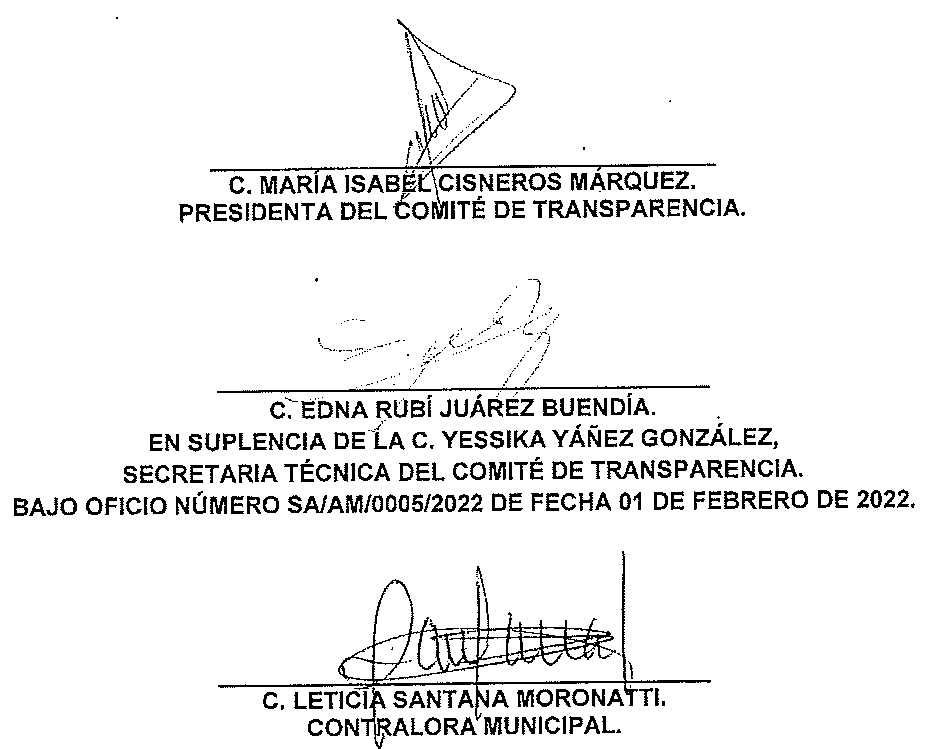 C. MARÍA ISABEL CISNEROS MÁRQUEZ.
PRESIDENTA DEL COMITÉ DE TRANSPARENCIA.
C. EDNA RUBÍ JUÁREZ BUENDÍA.
EN SUPLENCIA DE LA C. YESSIKA YÁÑEZ GONZÁLEZ,
SECRETARIA TÉCNICA DEL COMITÉ DE TRANSPARENCIA.
BAJO OFICIO NÚMERO SA/AM/0005/2022 DE FECHA 01 DE FEBRERO DE 2022.
C. LETICIA SANTANA MORONATTI.
CONTRALORA MUNICIPAL.